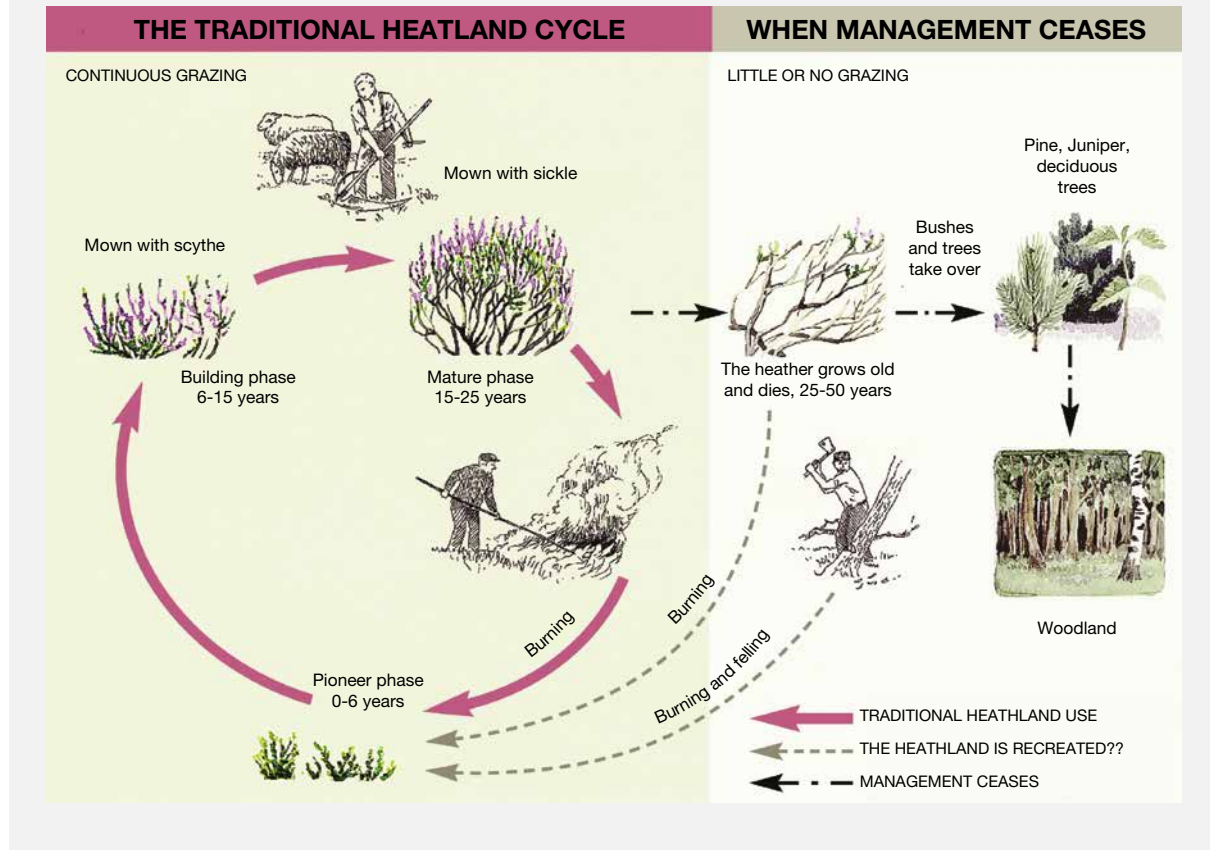 THE TRADITIONAL HEATLAND CYCLE
WHEN MANAGEMENT CEASES
CONTINUOUS GRAZING
LITTLE OR NO GRAZING
Mown with sickle
Mown with scythe
Building phase
6-15 years
Mature phase
15-25 years
The heather grows old
and dies, 25-50 years
Bushes
and trees
take over
Pine, Juniper,
deciduous
trees
Woodland
Burning
Burning
Burning and felling
Pioneer phase
0-6 years
TRADITIONAL HEATHLAND USE
THE HEATHLAND IS RECREATED??
MANAGEMENT CEASES